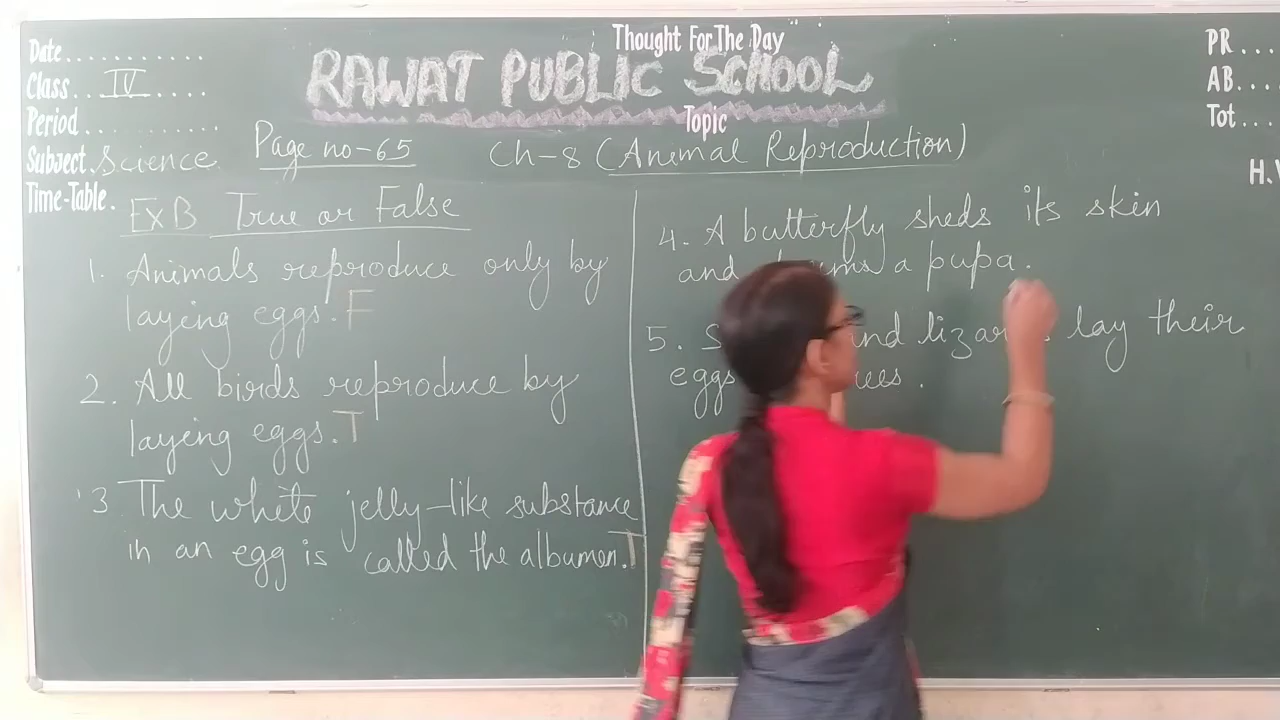 Thought For The Day
Date............
Class...IV......
RAWAT PUBLIC SCHOOL
PR...
AB....
Tot...
Period............
Topic
Subject.Science
Page no-65
Ch-8 (Animal Reproduction)
H.
Time-Table.
Ex B True or False
1. Animals reproduce only by
laying eggs. F
2. All birds reproduce by
laying eggs. T
3 The white jelly-like substance
in an egg is called the albumen. T
4. A butterfly sheds its skin
and a pupa.
5. and lay their
eggs